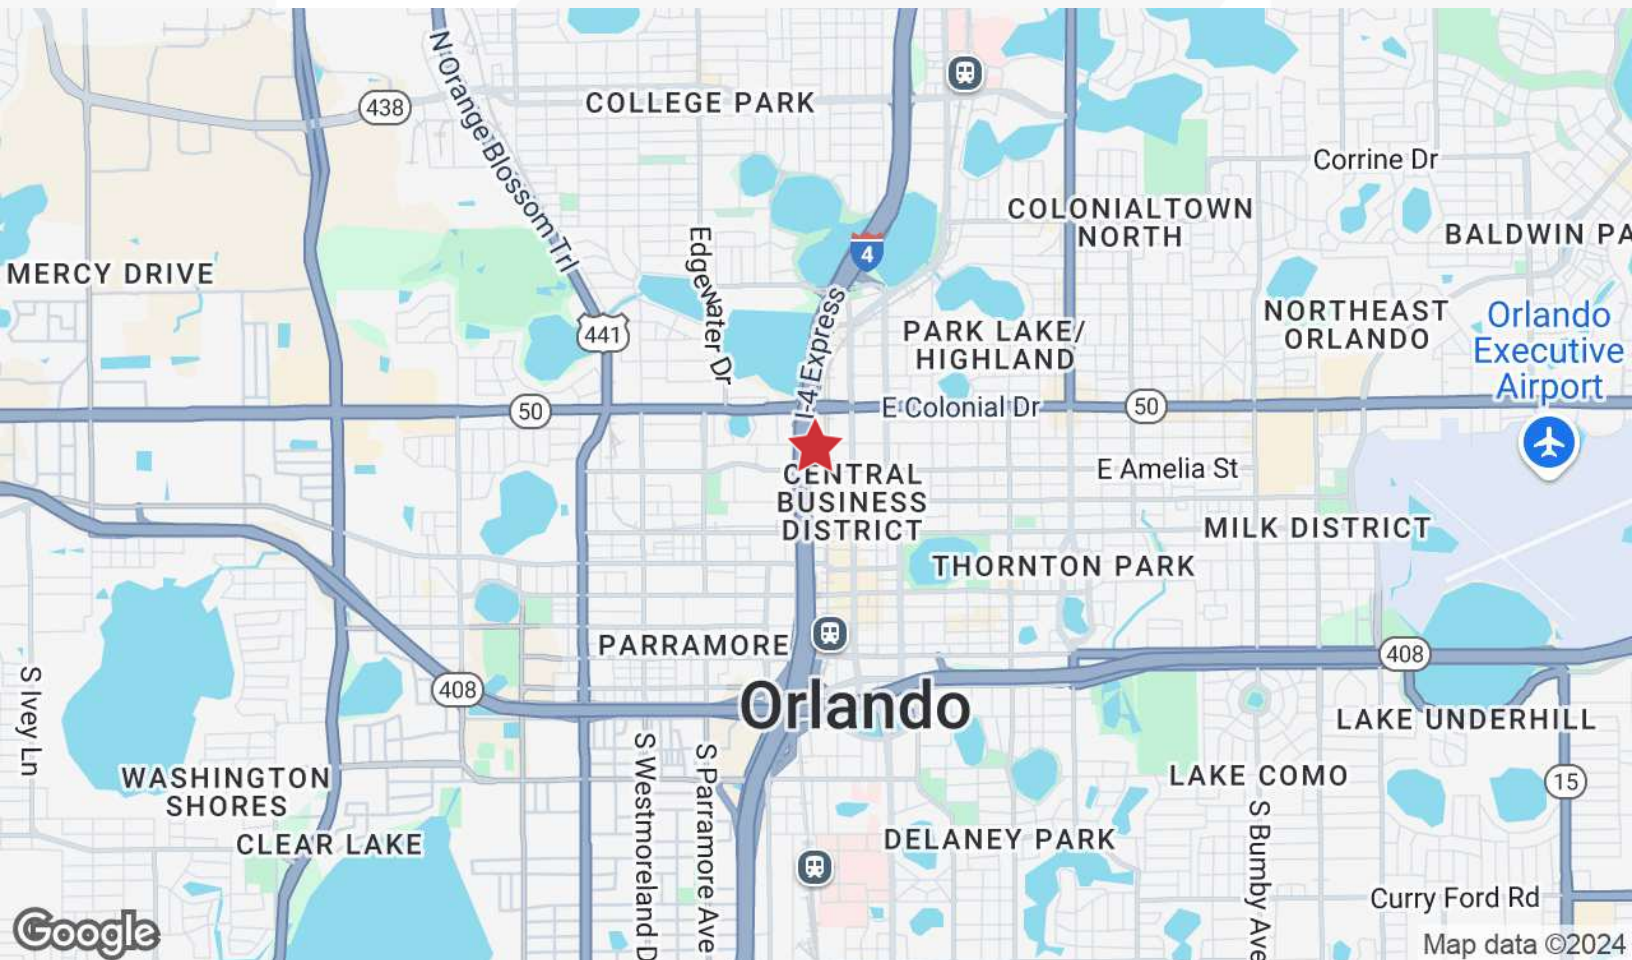 N Orange Blossom Trl
438
COLLEGE PARK
Corrine Dr
COLONIALTOWN
NORTH
BALDWIN PA
Edgewater Dr
4
MERCY DRIVE
I-4 Express
441
PARK LAKE/
HIGHLAND
NORTHEAST
ORLANDO
Orlando
Executive
Airport
50
E Colonial Dr
50
CENTRAL
BUSINESS
DISTRICT
E Amelia St
MILK DISTRICT
THORNTON PARK
PARRAMORE
408
408
Orlando
S Ivey Ln
LAKE UNDERHILL
WASHINGTON
SHORES
S Westmoreland D
S Parramore Ave
LAKE COMO
15
CLEAR LAKE
DELANEY PARK
S Bumby Ave
Curry Ford Rd
Google
Map data ©2024